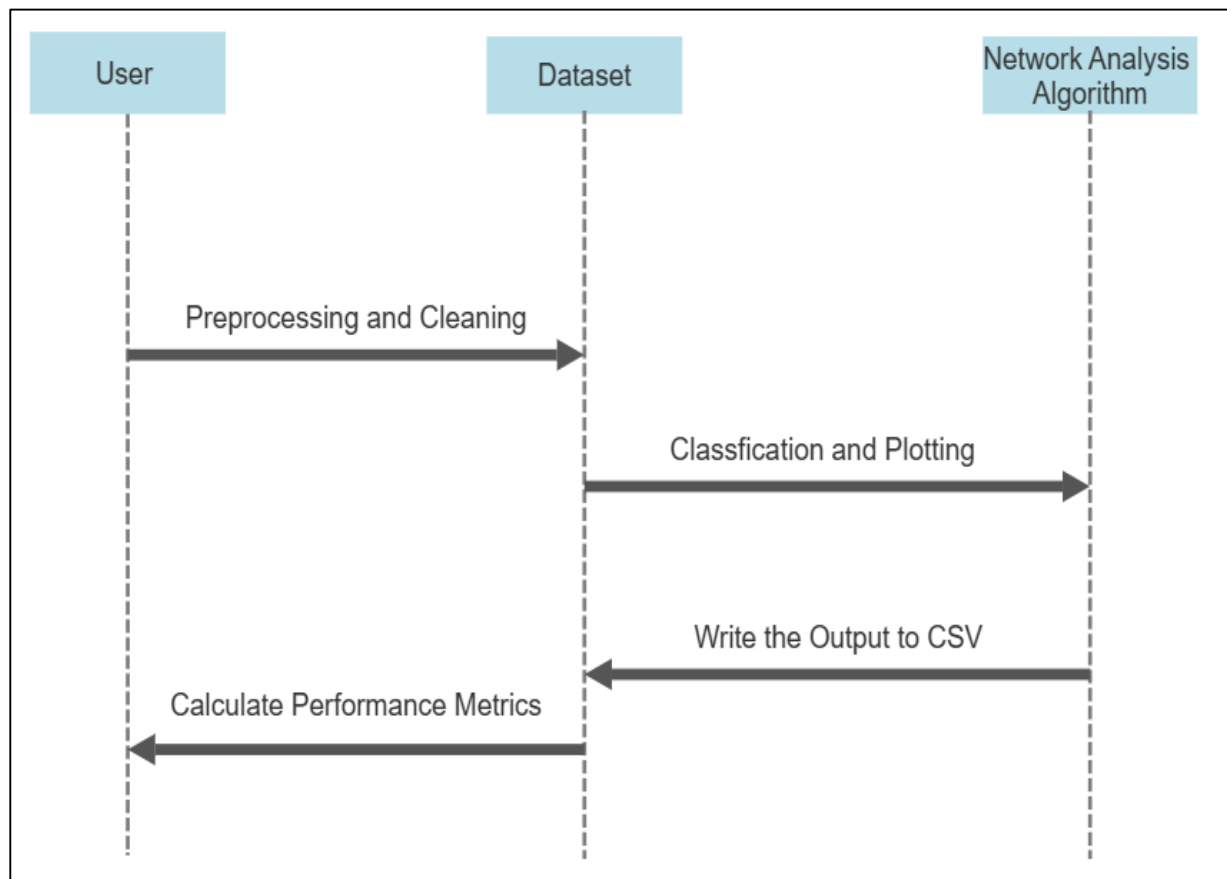 User
Dataset
Network Analysis
Algorithm
Preprocessing and Cleaning
Classfication and Plotting
Write the Output to CSV
Calculate Performance Metrics